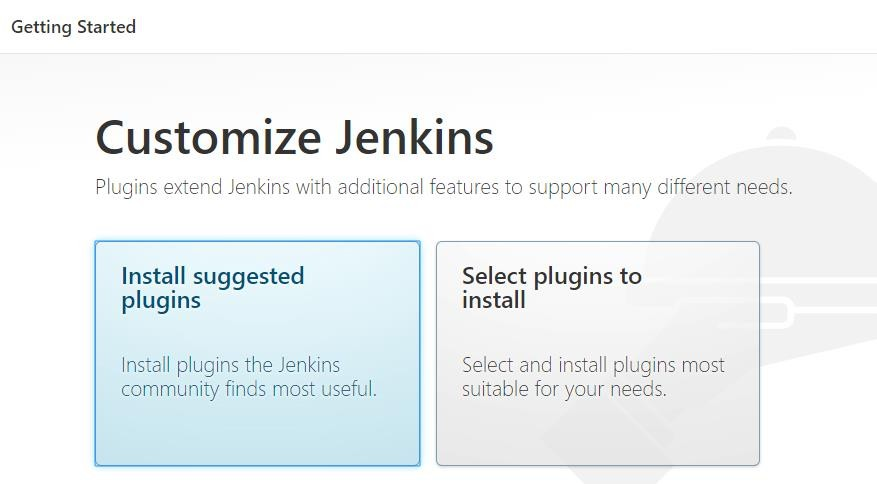 Getting Started
Customize Jenkins
Plugins extend Jenkins with additional features to support many different needs.
Install suggested
plugins
Install plugins the Jenkins
community finds most useful.
Select plugins to
install
Select and install plugins most
suitable for your needs.